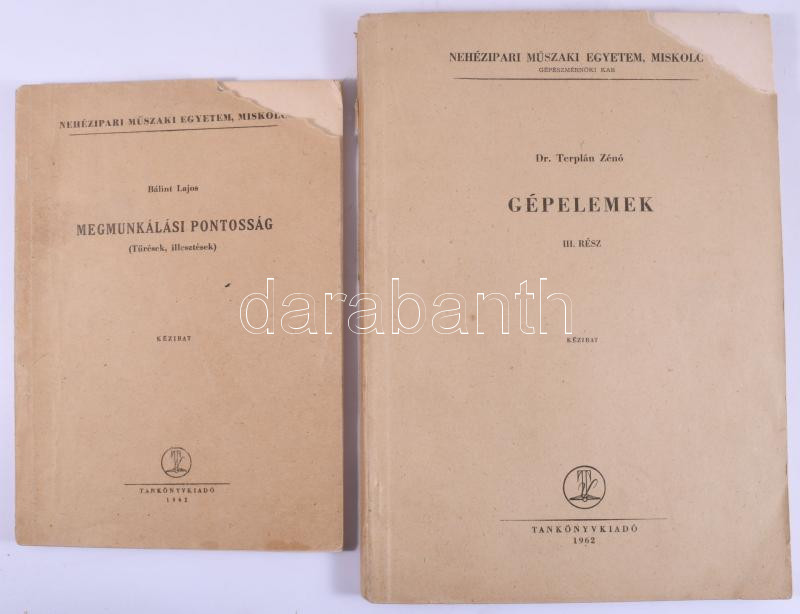 NEHÉZIPARI MŰSZAKI EGYETEM, MISKOLC
Bálint Lajos
MEGMUNKÁLÁSI PONTOSSÁG
(Tűrések, illesztések)
KÉZIRAT
TANKÖNYVKIADÓ
1962
NEHÉZIPARI MŰSZAKI EGYETEM, MISKOLC
GÉPÉSZMÉRNÖKI KAR
Dr. Terplán Zénó
GÉPELEMEK
III. RÉSZ
KÉZIRAT
TANKÖNYVKIADÓ
1962
darabanth